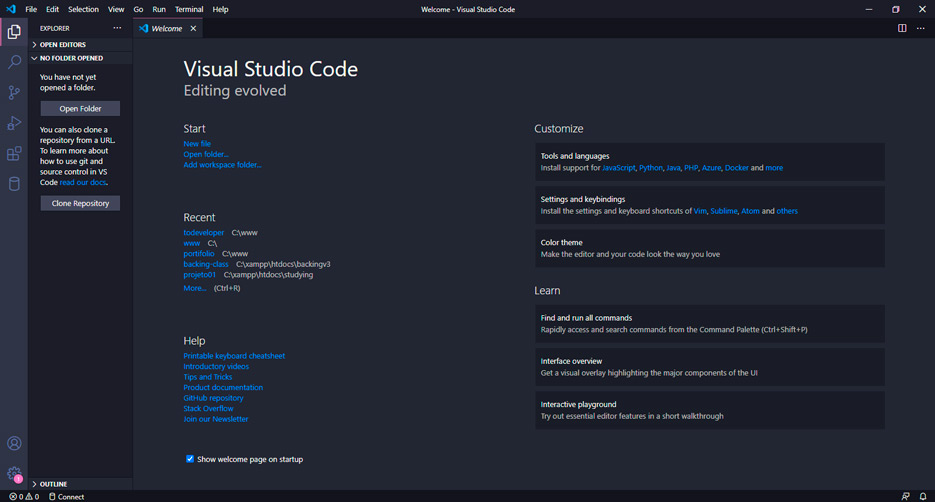 File Edit Selection View Go Run Terminal Help
Welcome - Visual Studio Code
EXPLORER
Welcome
OPEN EDITORS
NO FOLDER OPENED
You have not yet
opened a folder.
Open Folder
You can also clone a
repository from a URL.
To learn more about
how to use git and
source control in VS
Code read our docs.
Clone Repository
OUTLINE
Visual Studio Code
Editing evolved
Start
New file
Open folder...
Add workspace folder...
Recent
todeveloper C:\www
www C:\
portifolio C:\www
backing-class C:\xampp\htdocs\backingv3
projeto01 C:\xampp\htdocs\studying
More... (Ctrl+R)
Help
Printable keyboard cheatsheet
Introductory videos
Tips and Tricks
Product documentation
GitHub repository
Stack Overflow
Join our Newsletter
Show welcome page on startup
Customize
Tools and languages
Install support for JavaScript, Python, Java, PHP, Azure, Docker and more
Settings and keybindings
Install the settings and keyboard shortcuts of Vim, Sublime, Atom and others
Color theme
Make the editor and your code look the way you love
Learn
Find and run all commands
Rapidly access and search commands from the Command Palette (Ctrl+Shift+P)
Interface overview
Get a visual overlay highlighting the major components of the UI
Interactive playground
Try out essential editor features in a short walkthrough
1
0 0 Connect